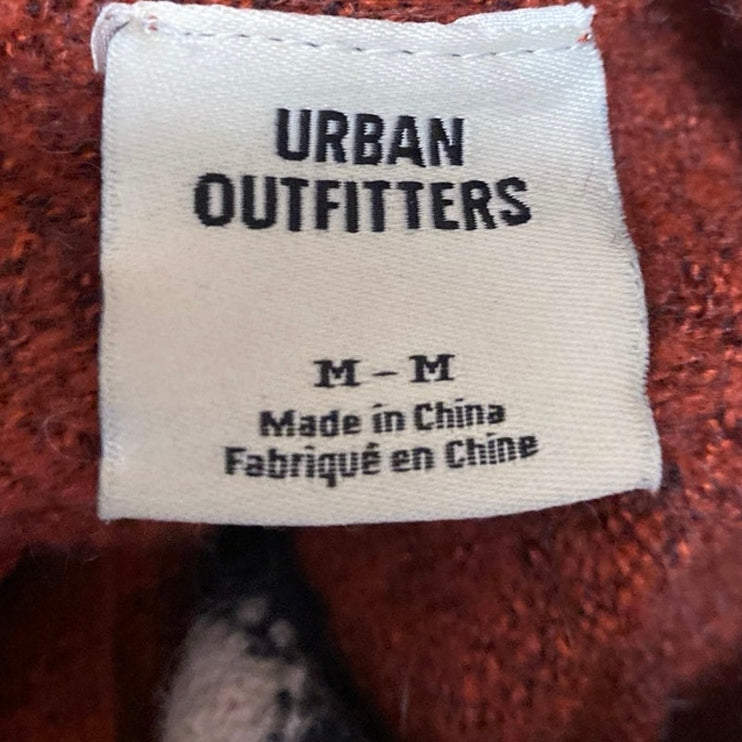 URBAN
OUTFITTERS
M - M
Made in China
Fabriqué en Chine